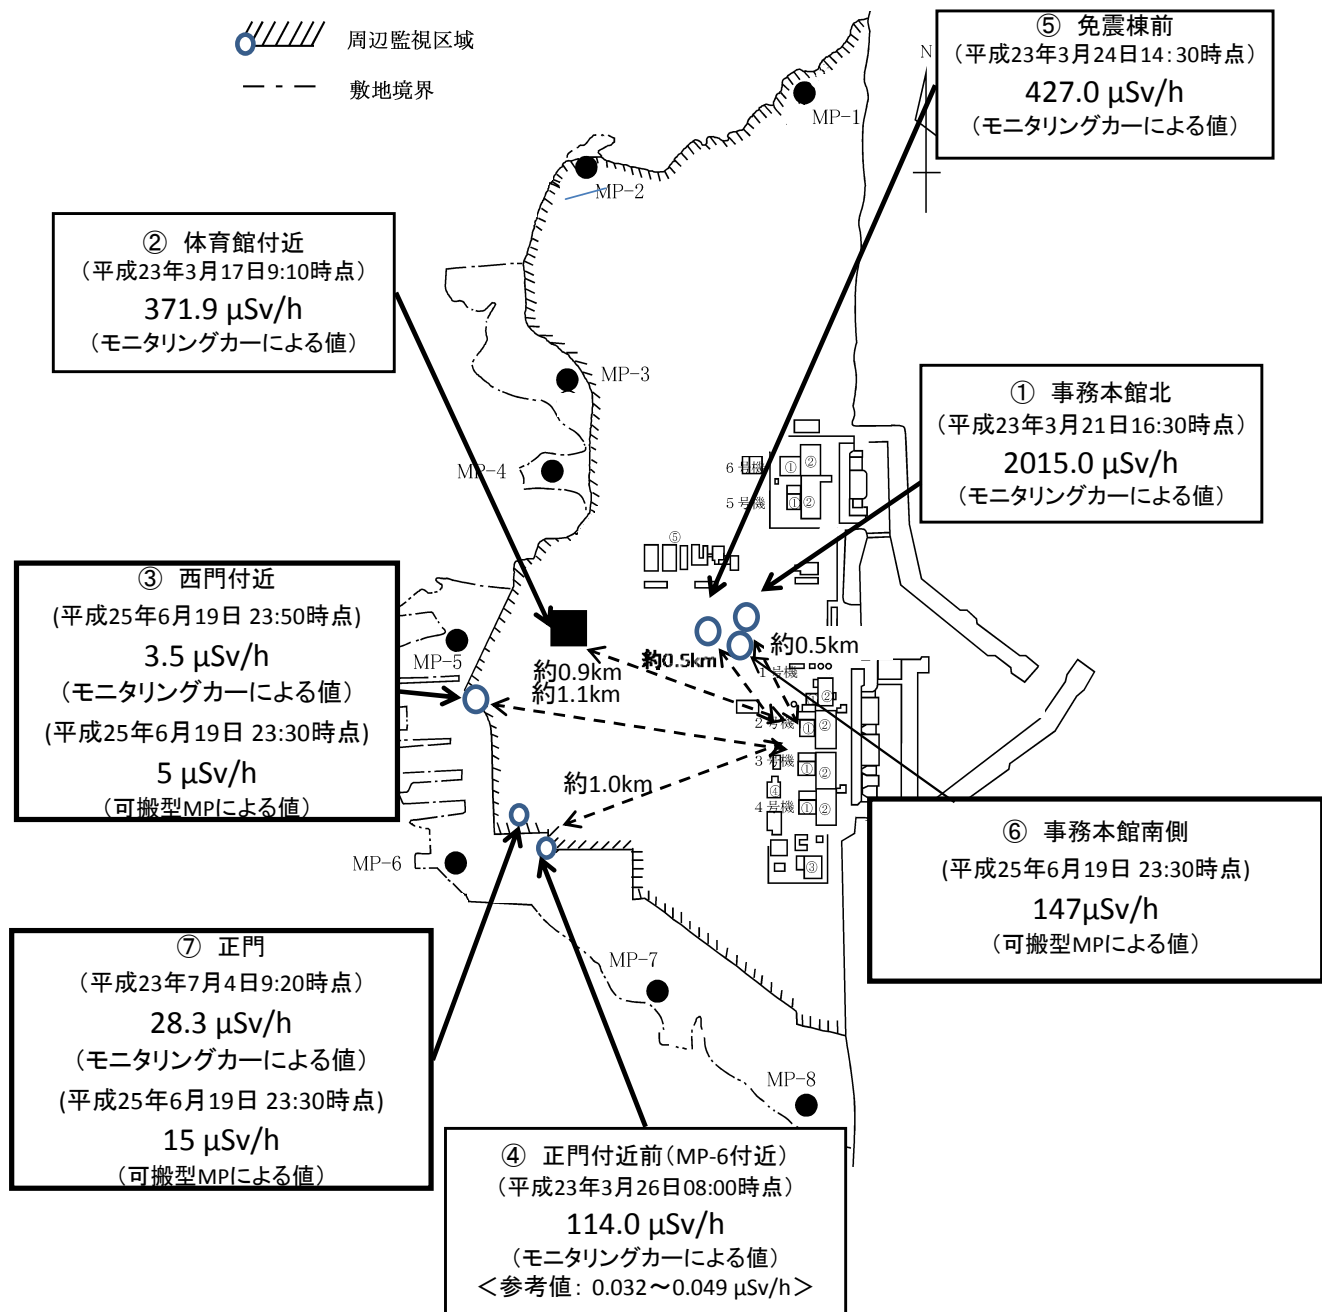 周辺監視区域
敷地境界
⑤ 免震棟前
（平成23年3月24日14：30時点）
427.0 μSv/h
（モニタリングカーによる値）
N
MP-1
MP-2
② 体育館付近
（平成23年3月17日9:10時点）
371.9 μSv/h
（モニタリングカーによる値）
MP-3
① 事務本館北
（平成23年3月21日16:30時点）
2015.0 μSv/h
（モニタリングカーによる値）
MP-4
6号機
①
②
5号機
①
②
⑤
③ 西門付近
(平成25年6月19日 23:50時点)
3.5 μSv/h
（モニタリングカーによる値）
(平成25年6月19日 23:30時点)
5 μSv/h
（可搬型MPによる値）
MP-5
約0.9km
約1.1km
約0.5km
約0.5km
1号機
②
2号機
①
②
3号機
①
②
約1.0km
④
4号機
①
②
③
MP-6
⑥ 事務本館南側
(平成25年6月19日 23:30時点)
147μSv/h
（可搬型MPによる値）
⑦ 正門
（平成23年7月4日9:20時点）
28.3 μSv/h
（モニタリングカーによる値）
(平成25年6月19日 23:30時点)
15 μSv/h
（可搬型MPによる値）
MP-7
MP-8
④ 正門付近前（MP-6付近）
（平成23年3月26日08:00時点）
114.0 μSv/h
（モニタリングカーによる値）
＜参考値： 0.032～0.049 μSv/h＞